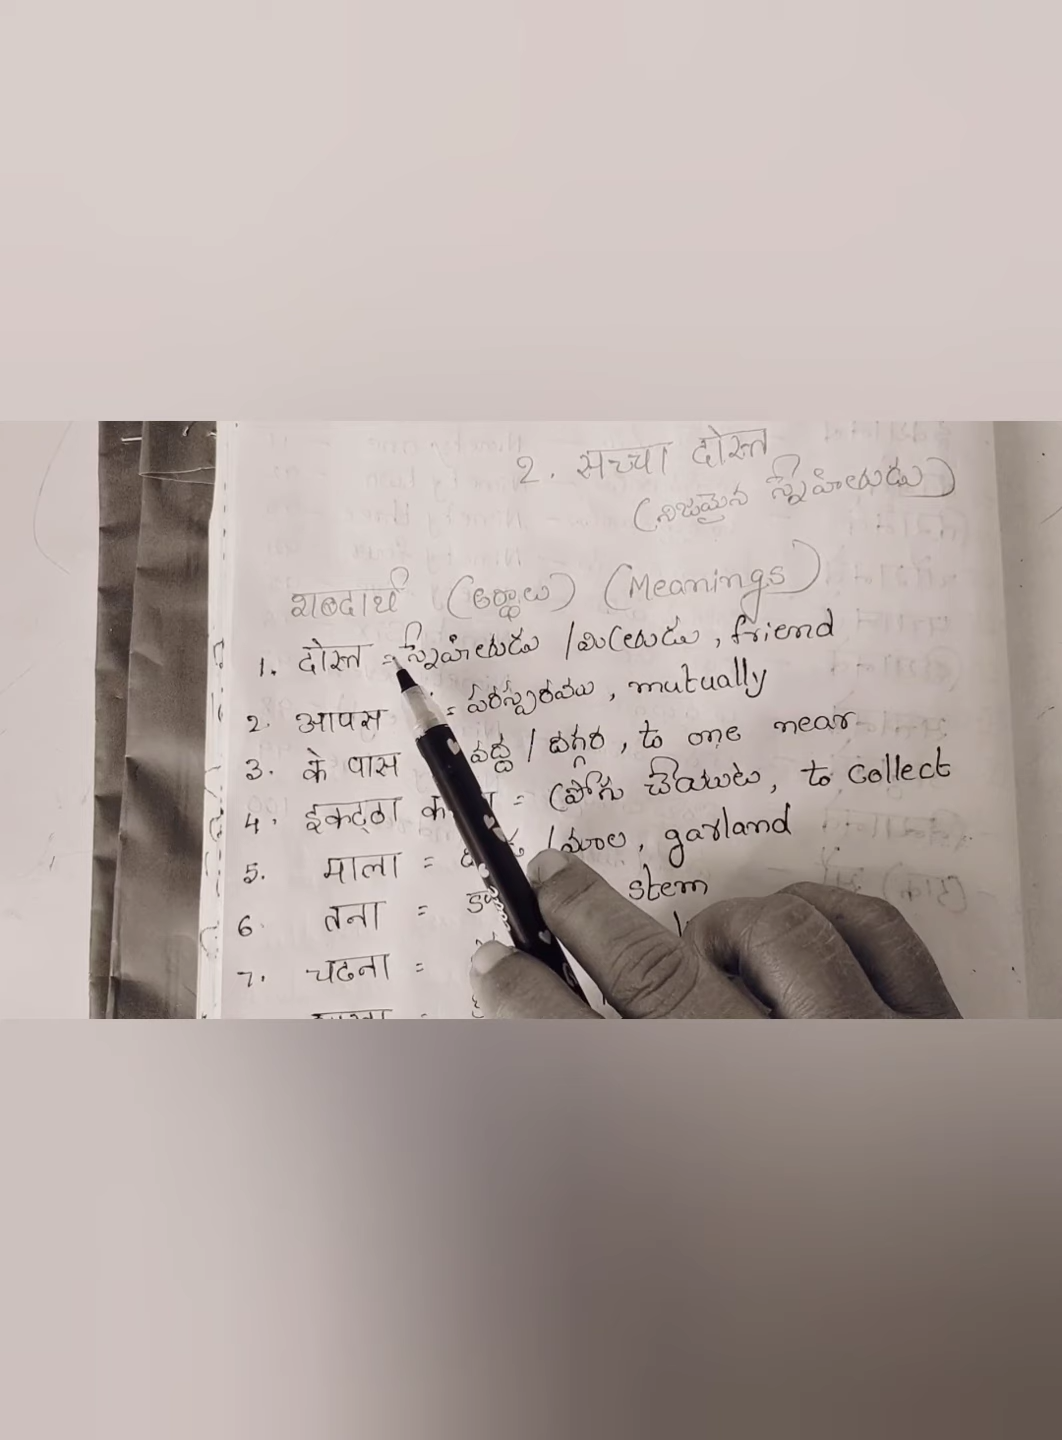 2. सच्चा दोस्त
(నిజమైన స్నేహితుడు)
शब्दार्थ (అర్థాలు) (Meanings)
1. दोस्त = స్నేహితుడు / మిత్రుడు, friend
2. आपस = పరస్పరము, mutually
3. के पास వద్ద / దగ్గర, to one near
4. इकट्ठा = ప్రోగు చేయుట, to collect
5. माला = / మాల, garland
6. तना = stem
7. चढना =